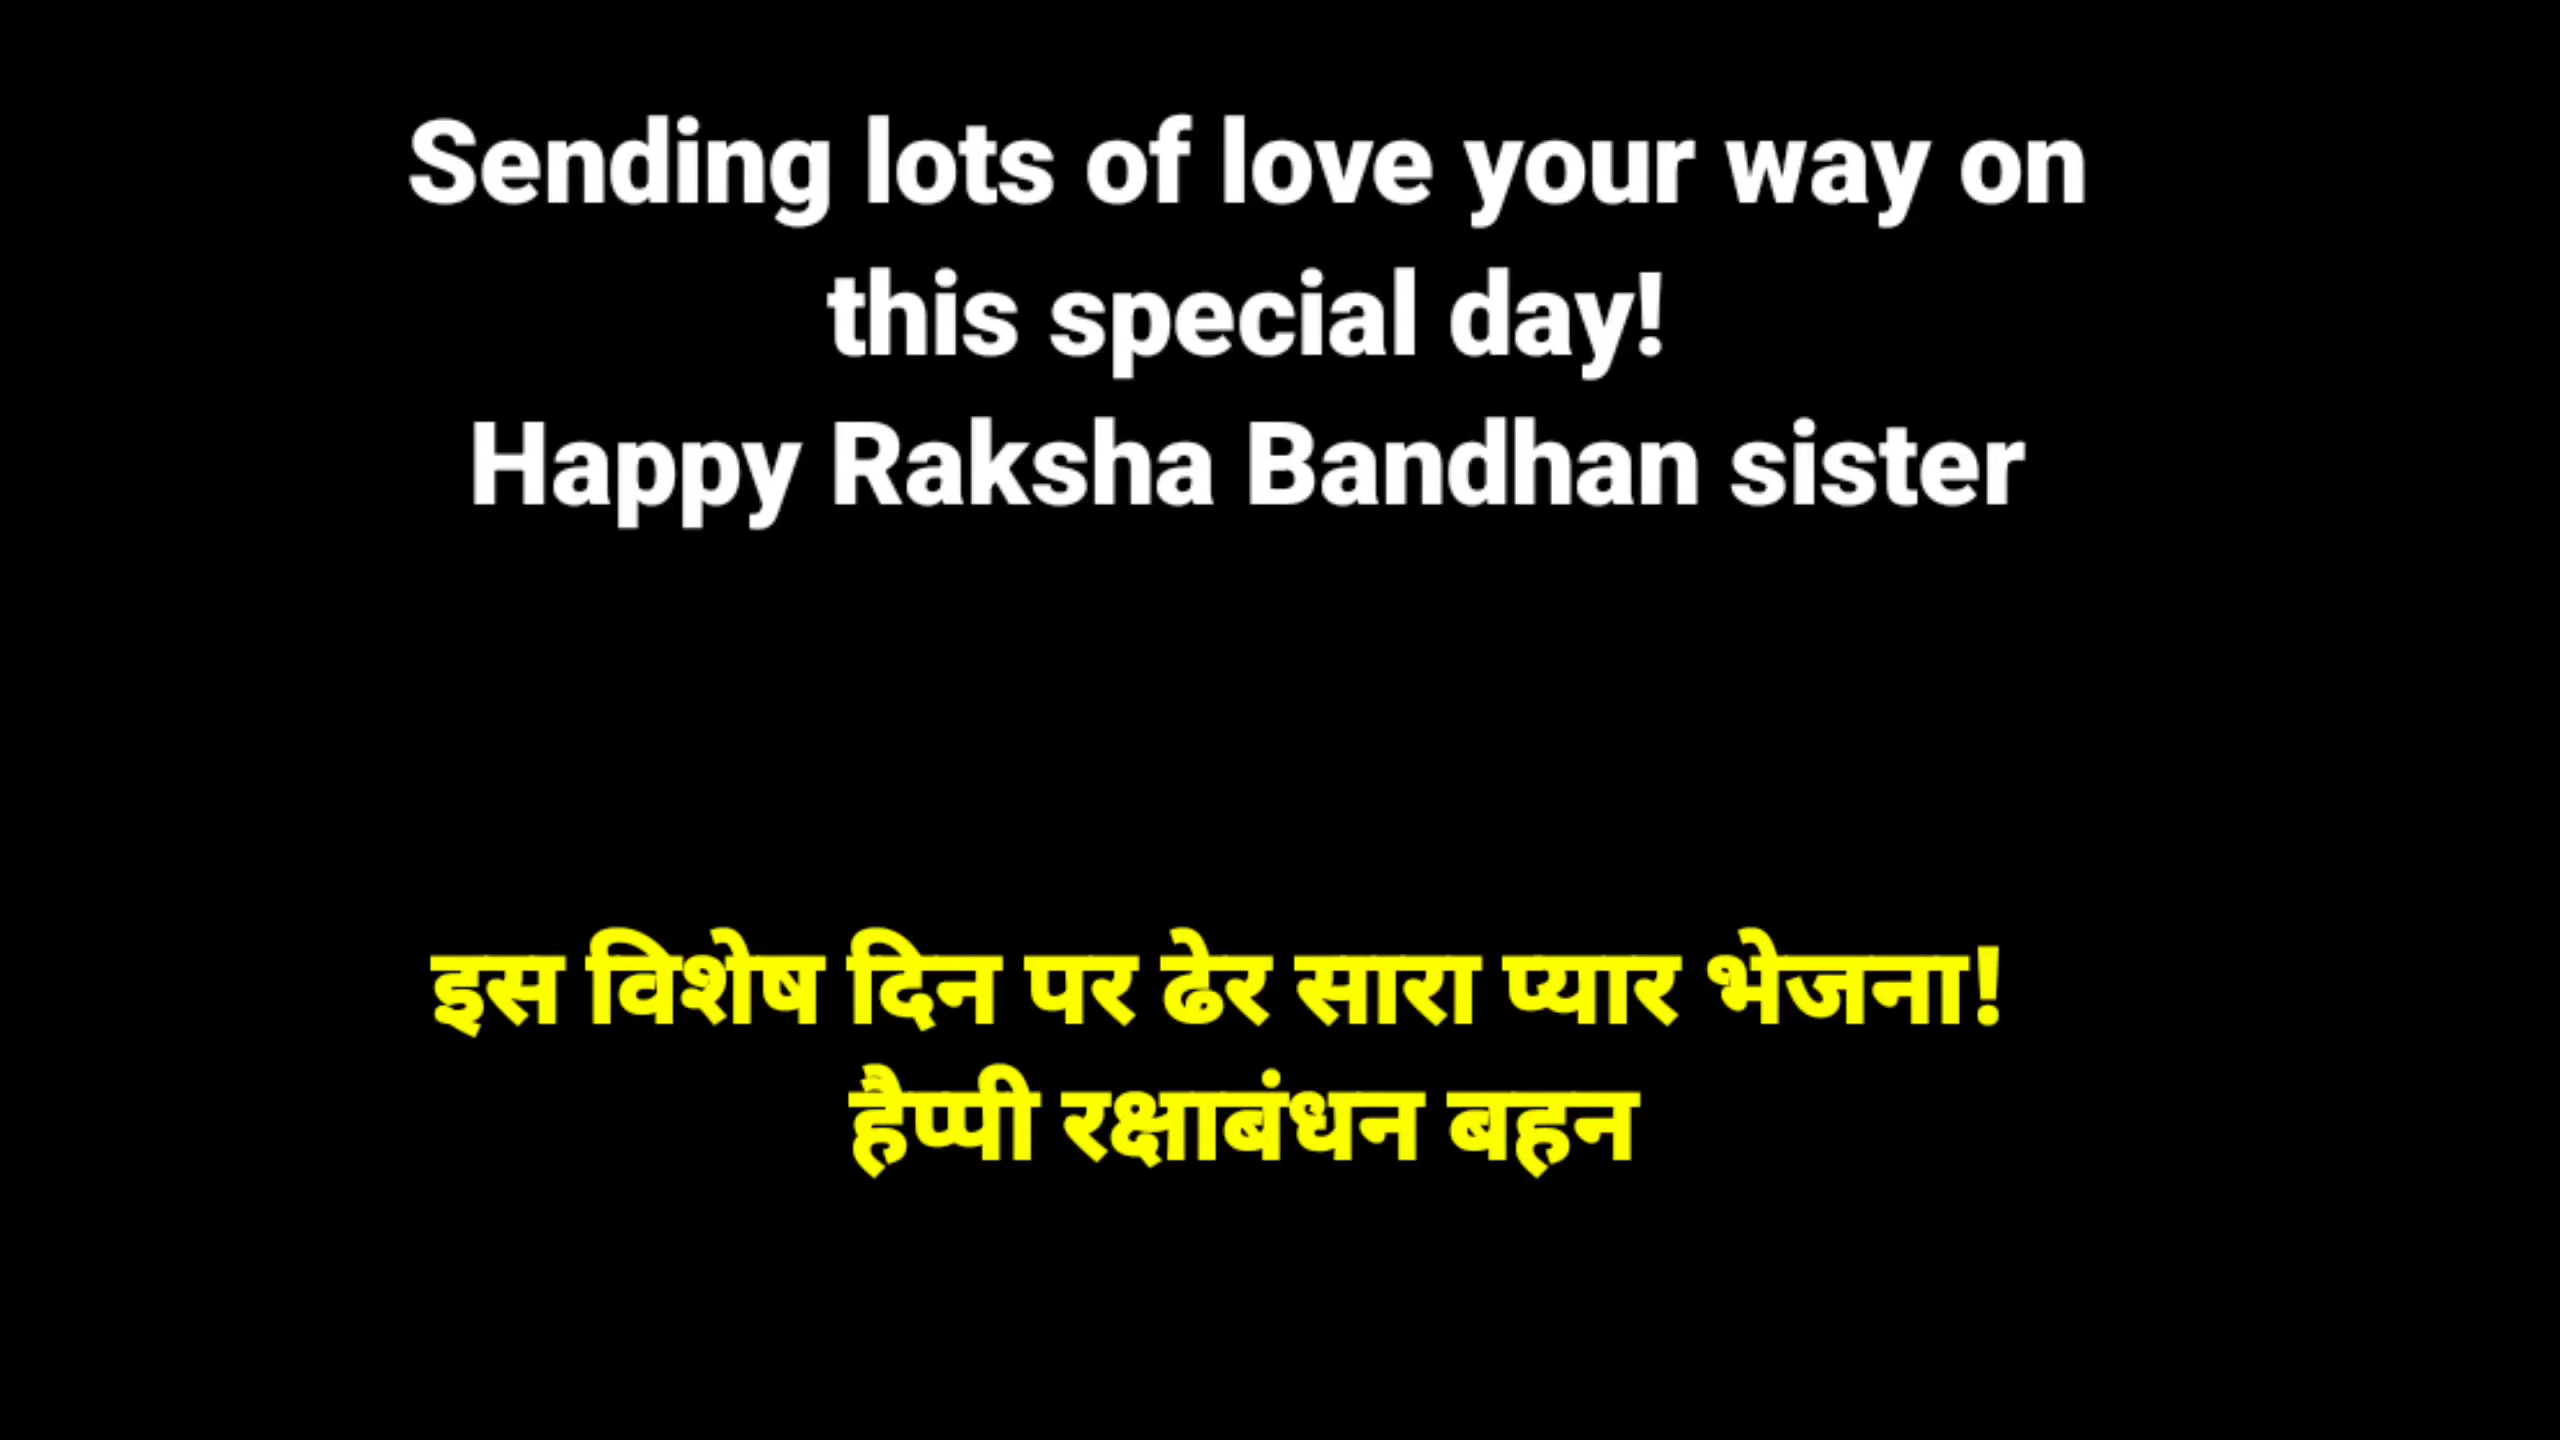 Sending lots of love your way on
this special day!
Happy Raksha Bandhan sister
इस विशेष दिन पर ढेर सारा प्यार भेजना!
हैप्पी रक्षाबंधन बहन